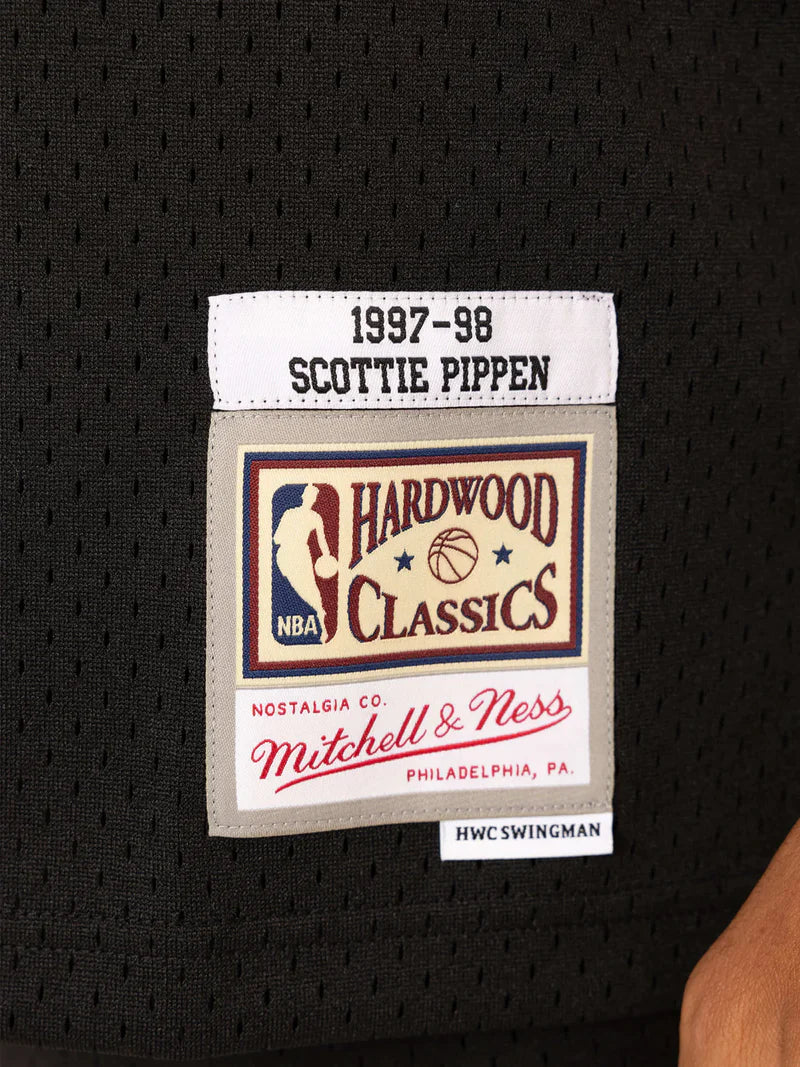 1997-98
SCOTTIE PIPPEN
HARDWOOD
CLASSICS
NBA
NOSTALGIA CO.
Mitchell & Ness
PHILADELPHIA, PA.
HWC SWINGMAN